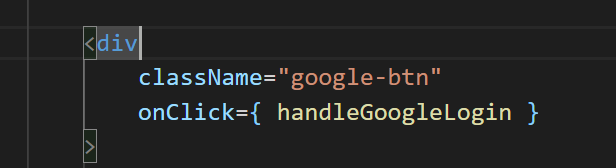 <div
className="google-btn"
onClick={ handleGoogleLogin }
>